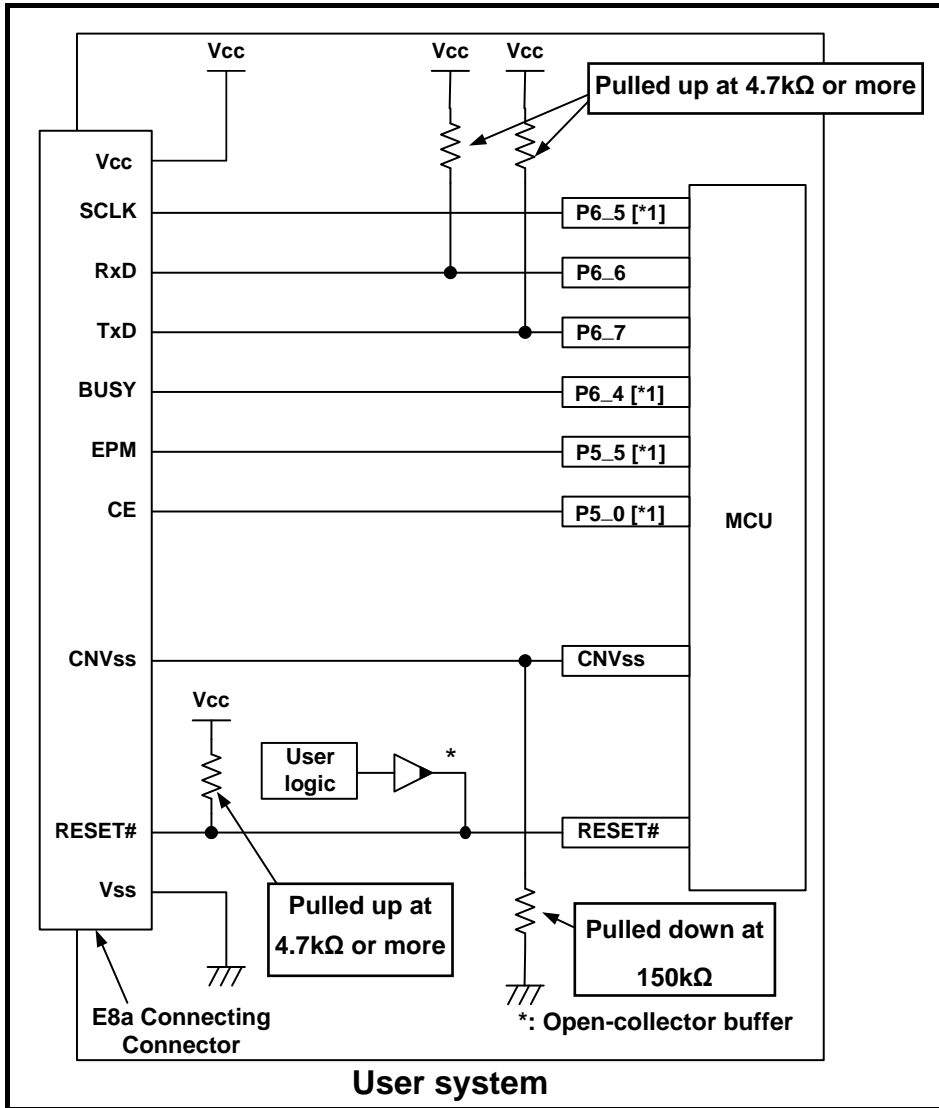 Vcc
Vcc
Vcc
Pulled up at 4.7kΩ or more
Vcc
SCLK
P6_5 [*1]
RxD
P6_6
TxD
P6_7
BUSY
P6_4 [*1]
EPM
P5_5 [*1]
CE
P5_0 [*1]
MCU
CNVss
CNVss
Vcc
User
logic
*
RESET#
RESET#
Vss
Pulled up at
4.7kΩ or more
Pulled down at
150kΩ
E8a Connecting
Connector
*: Open-collector buffer
User system